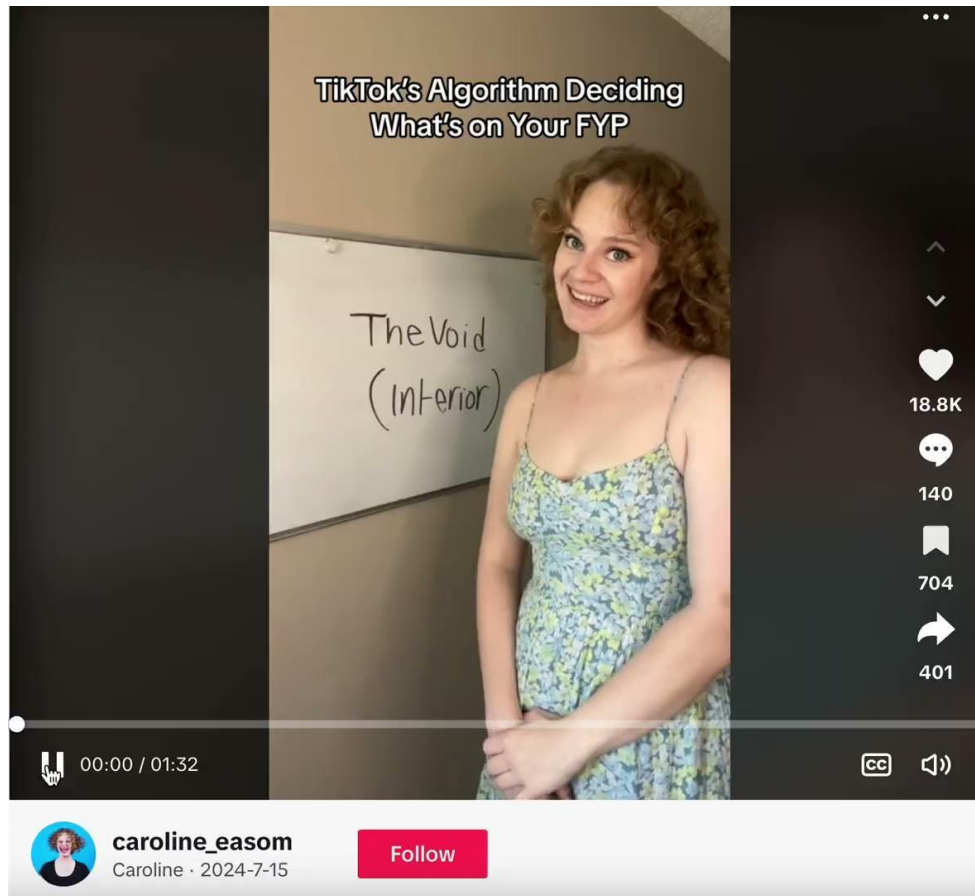 TikTok's Algorithm Deciding
What's on Your FYP
The Void
(Interior)
18.8K
140
704
401
00:00 / 01:32
CC
caroline_easom
Caroline · 2024-7-15
Follow